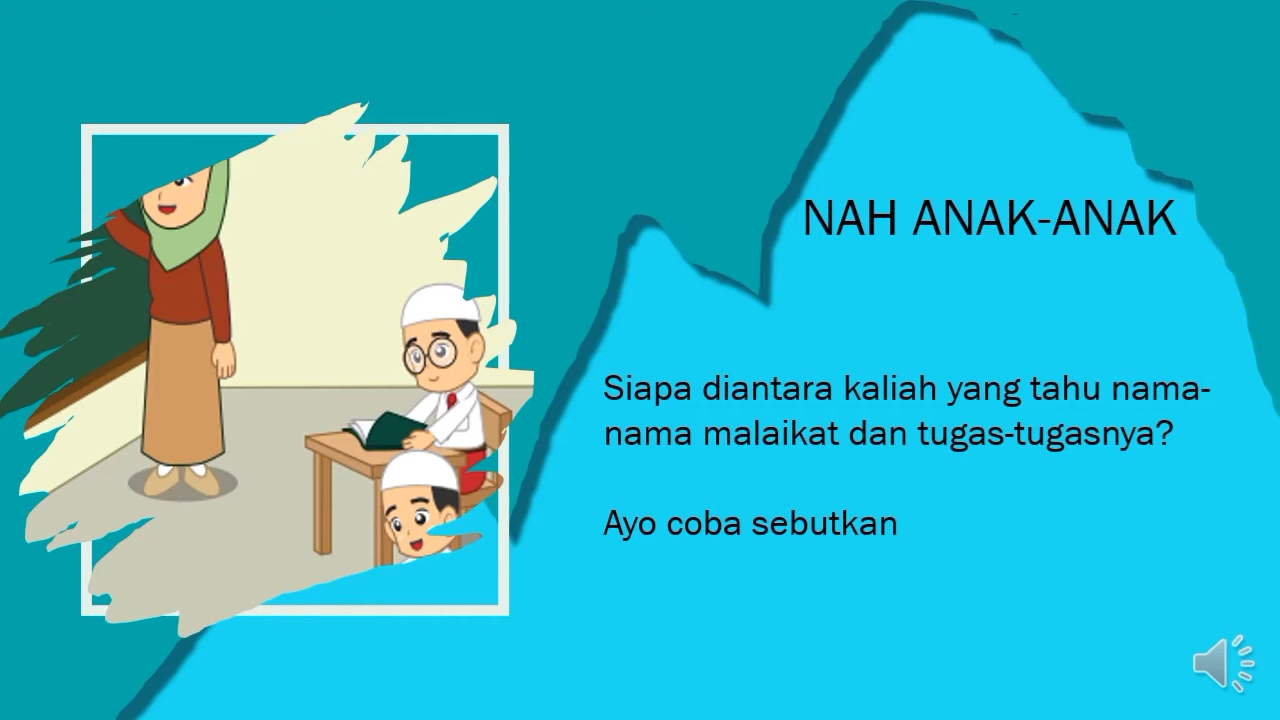 NAH ANAK-ANAK
Siapa diantara kaliah yang tahu nama-
nama malaikat dan tugas-tugasnya?
Ayo coba sebutkan